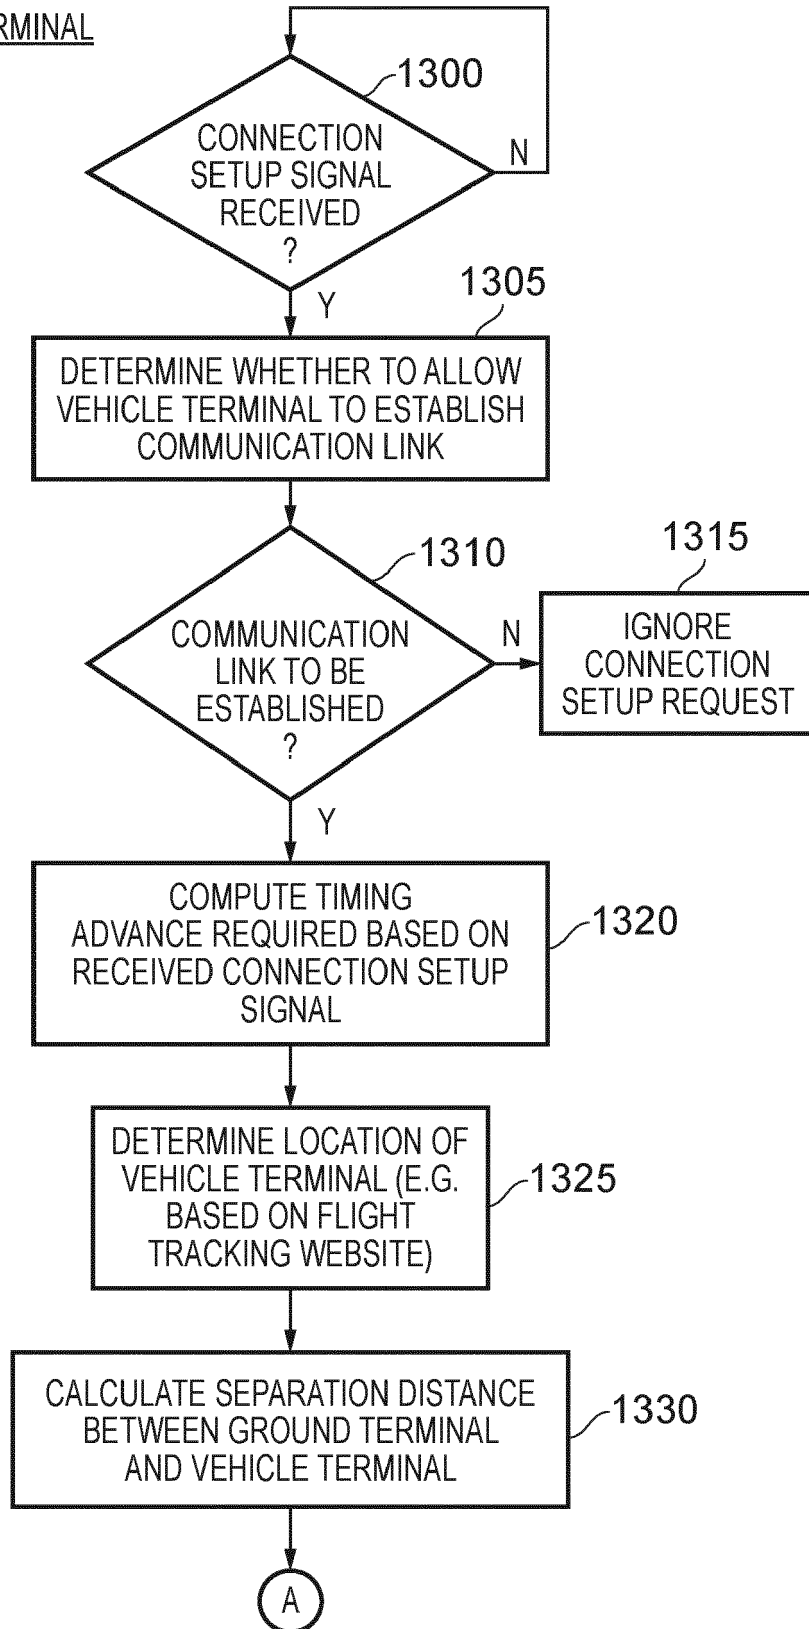 1300
CONNECTION
SETUP SIGNAL
RECEIVED
?
N
Y
1305
DETERMINE WHETHER TO ALLOW
VEHICLE TERMINAL TO ESTABLISH
COMMUNICATION LINK
1310
COMMUNICATION
LINK TO BE
ESTABLISHED
?
N
1315
IGNORE
CONNECTION
SETUP REQUEST
Y
COMPUTE TIMING
ADVANCE REQUIRED BASED ON
RECEIVED CONNECTION SETUP
SIGNAL
1320
DETERMINE LOCATION OF
VEHICLE TERMINAL (E.G.
BASED ON FLIGHT
TRACKING WEBSITE)
1325
CALCULATE SEPARATION DISTANCE
BETWEEN GROUND TERMINAL
AND VEHICLE TERMINAL
1330
A